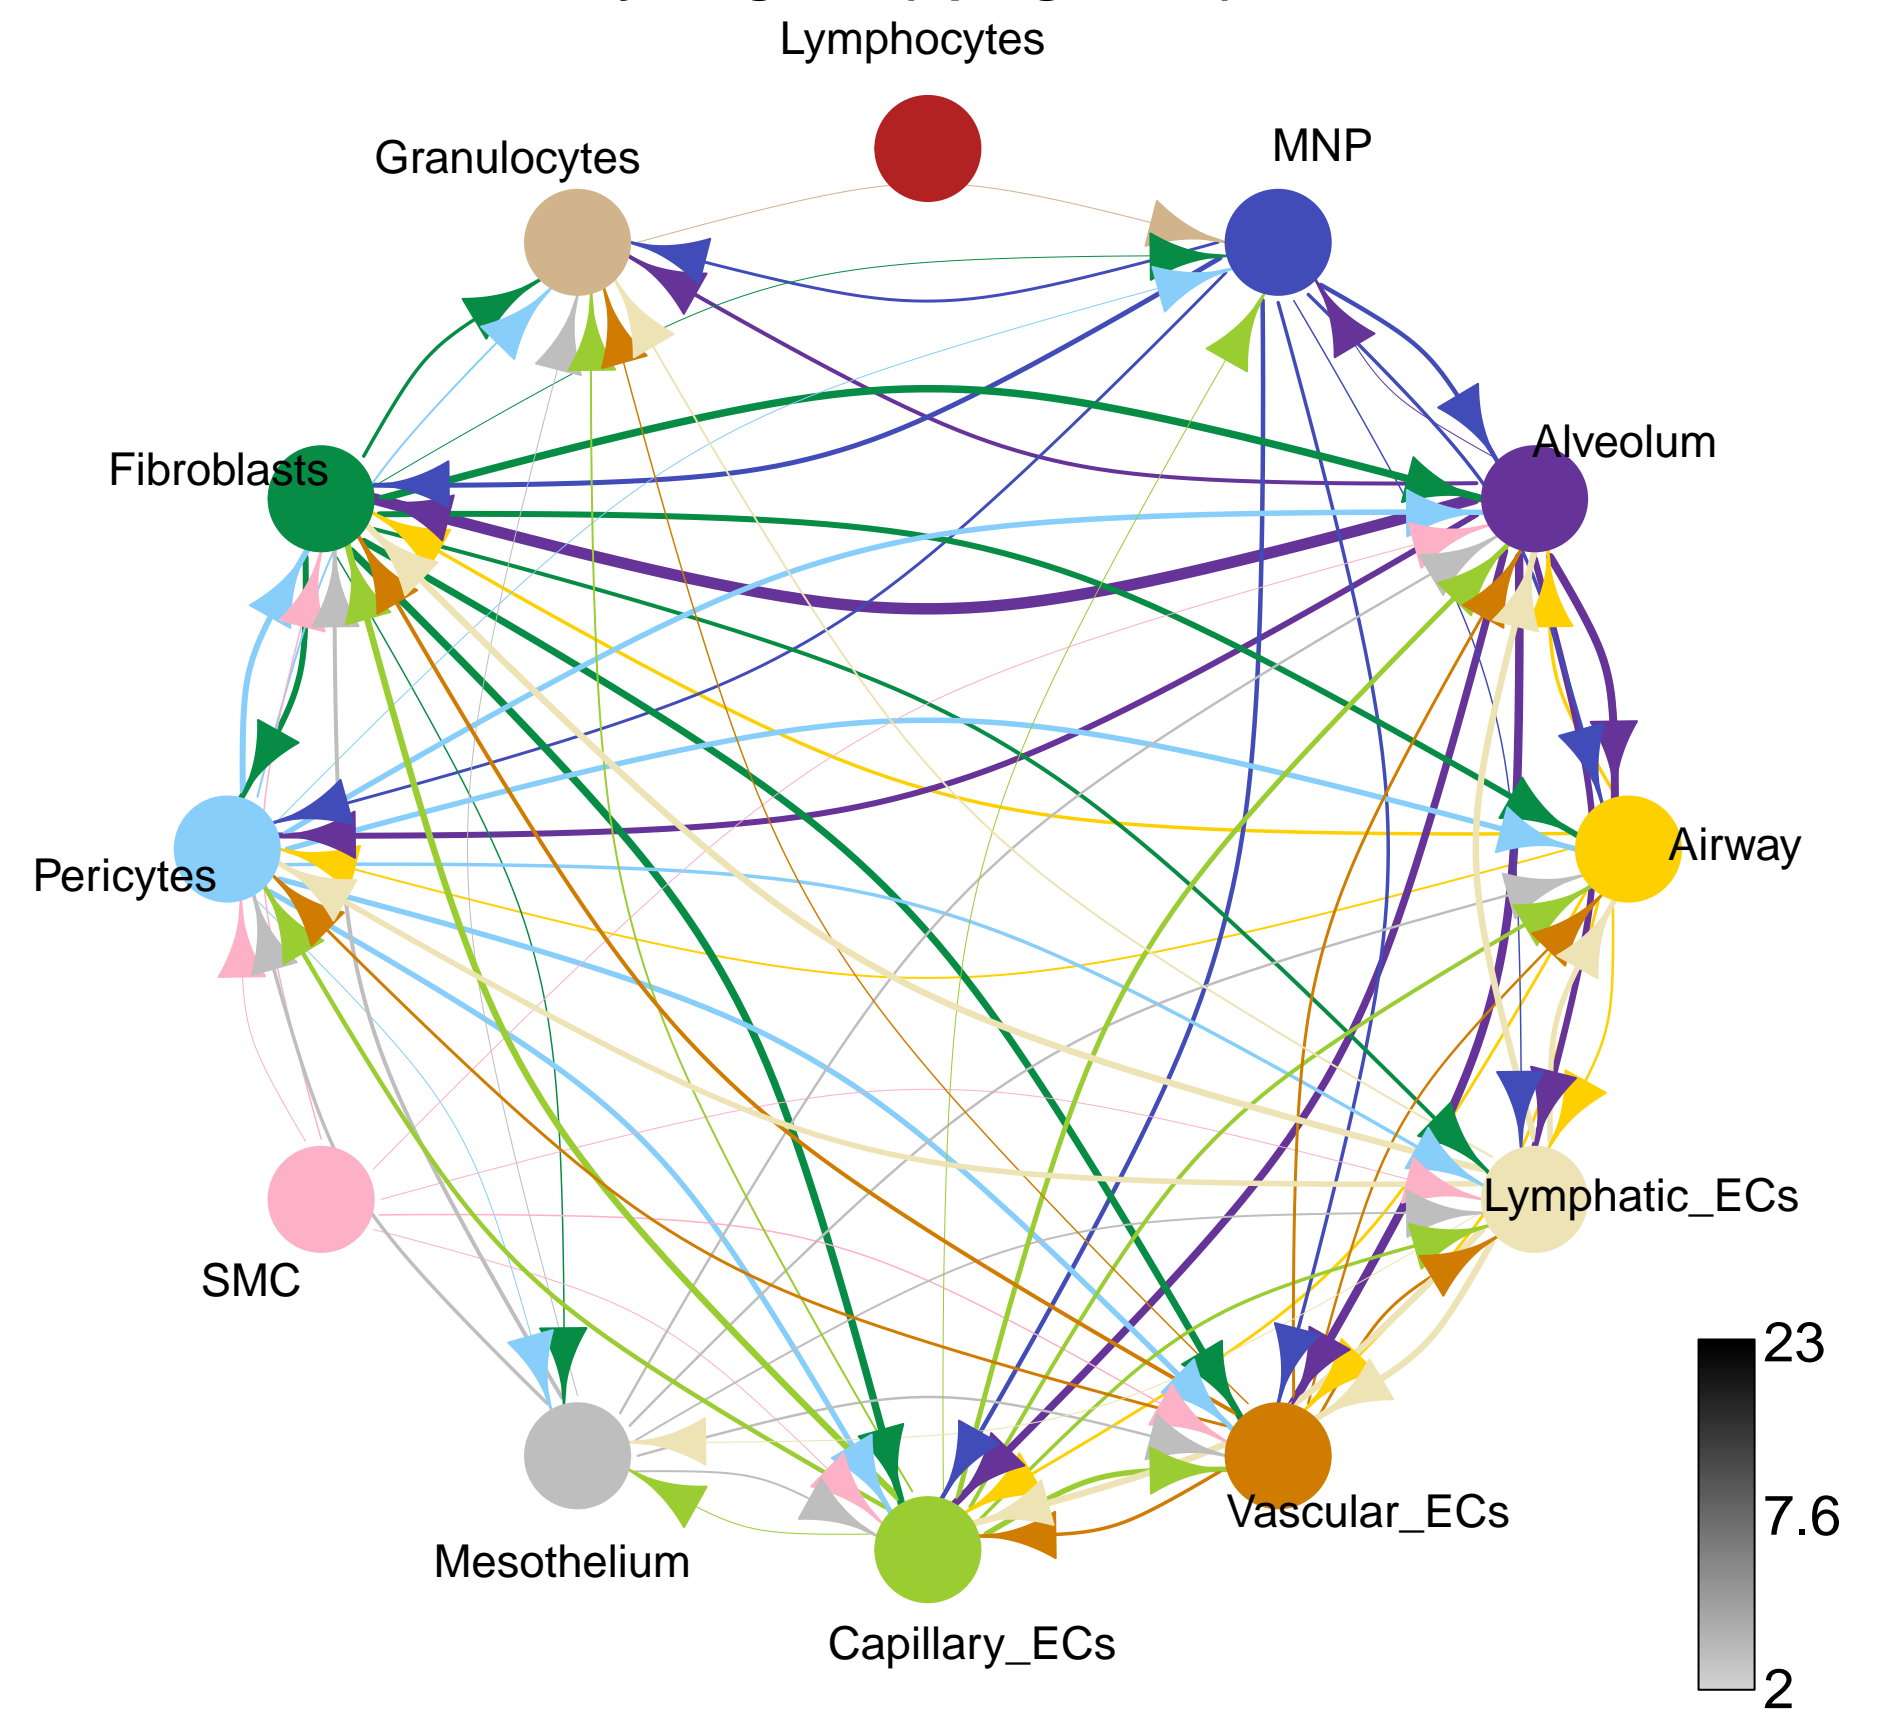 Lymphocytes
MNP
Granulocytes
Alveolum
Fibroblasts
Airway
Pericytes
Lymphatic_ECs
SMC
Vascular_ECs
Mesothelium
Capillary_ECs
23
7.6
2